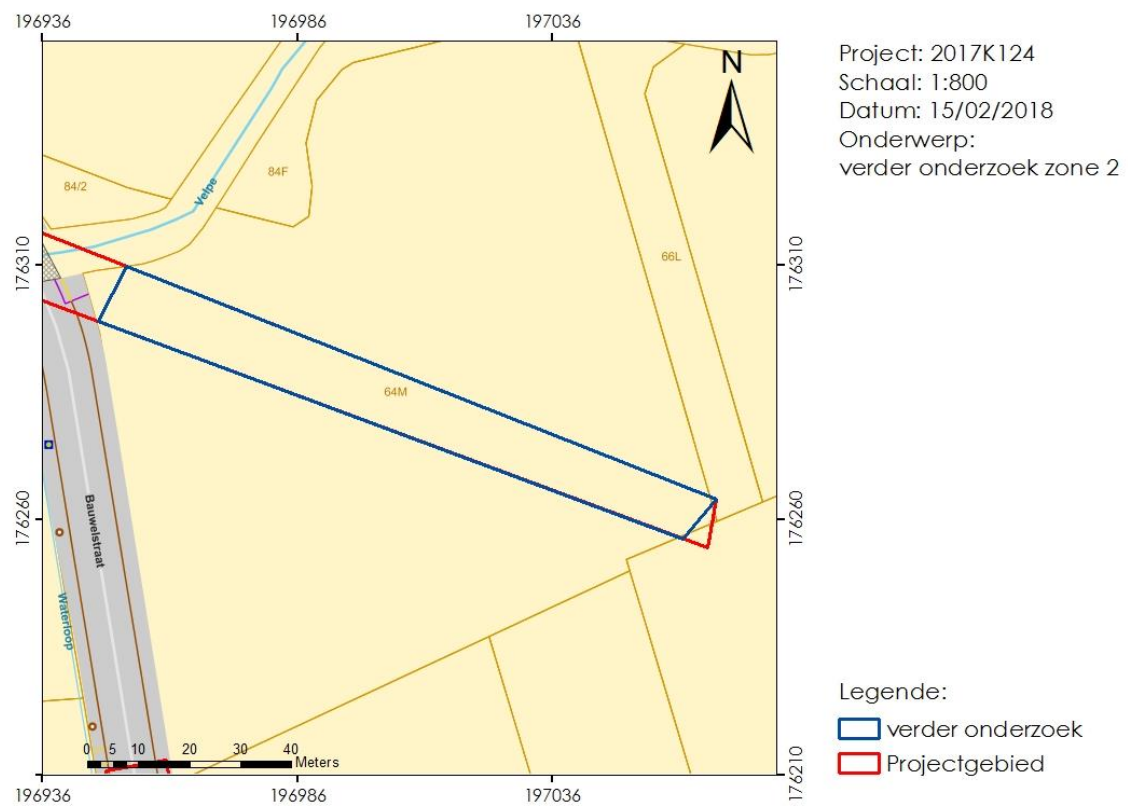 196936 196986 197036
Project: 2017K124
Schaal: 1:800
Datum: 15/02/2018
Onderwerp:
verder onderzoek zone 2
N
84/2
84F
Velpe
66L
176310 176310
64M
176260 176260
Bauwelstraat
Waterloop
0 5 10 20 30 40
Meters
176210
196936 196986 197036
Legende:
verder onderzoek
Projectgebied